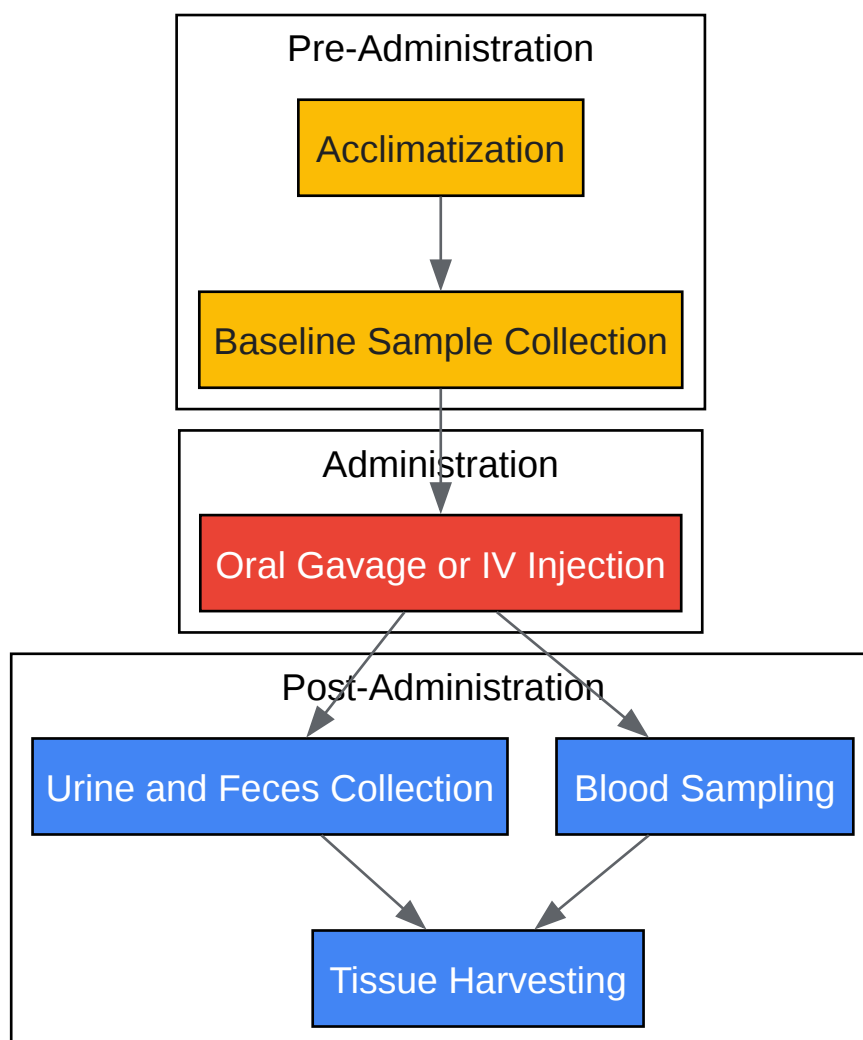 Pre-Administration
Acclimatization
Baseline Sample Collection
Administration
Oral Gavage or IV Injection
Post-Administration
Urine and Feces Collection
Blood Sampling
Tissue Harvesting